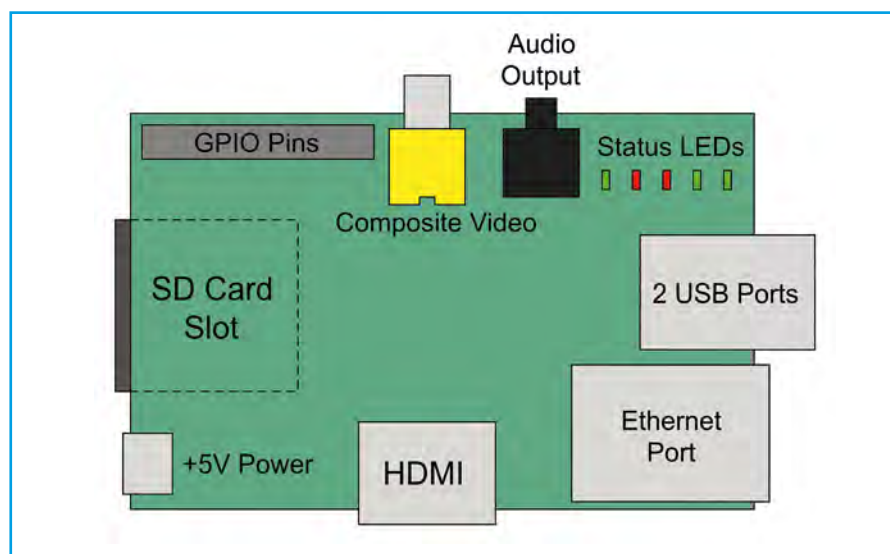 Audio
Output
GPIO Pins
Status LEDs
Composite Video
SD Card
Slot
2 USB Ports
Ethernet
Port
+5V Power
HDMI